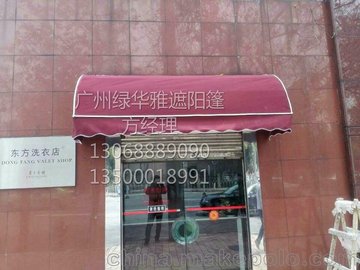 广州绿华雅遮阳篷
方经理
13068889090
13500018991
东方洗衣店
DONG FANG VALET SHOP
china.makepolo.com